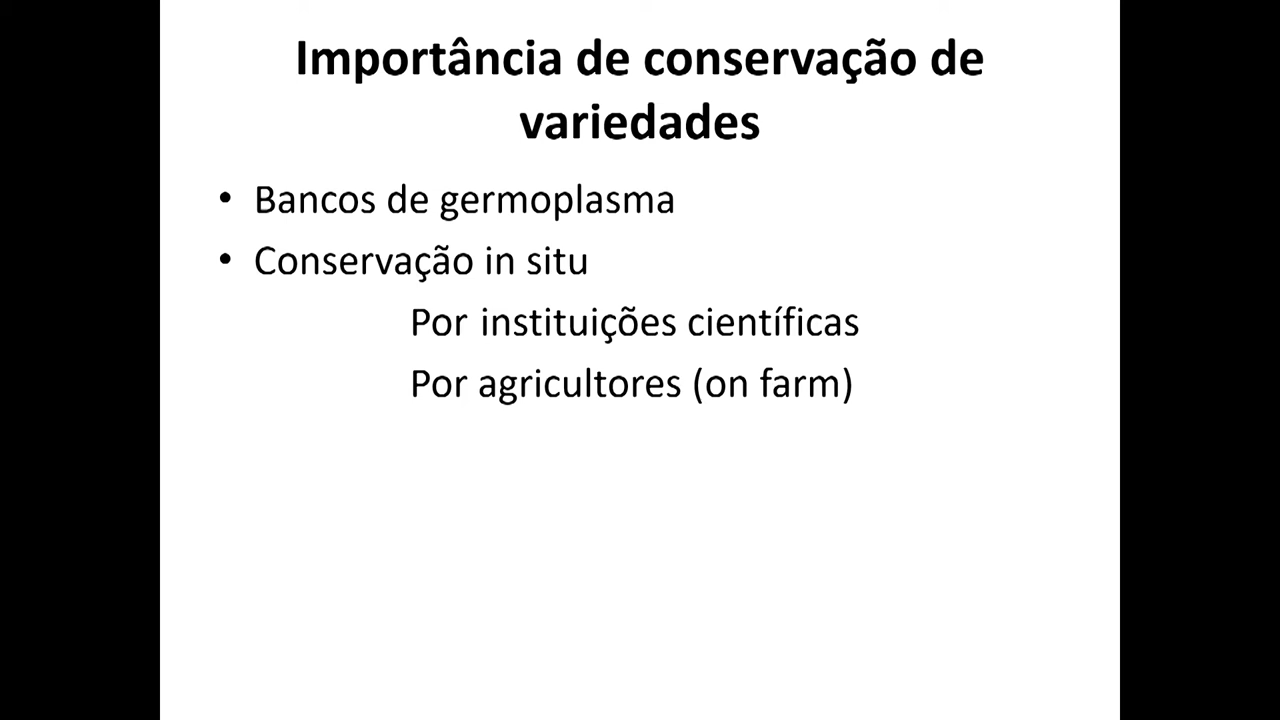 Importância de conservação de
variedades
• Bancos de germoplasma
• Conservação in situ
Por instituições científicas
Por agricultores (on farm)